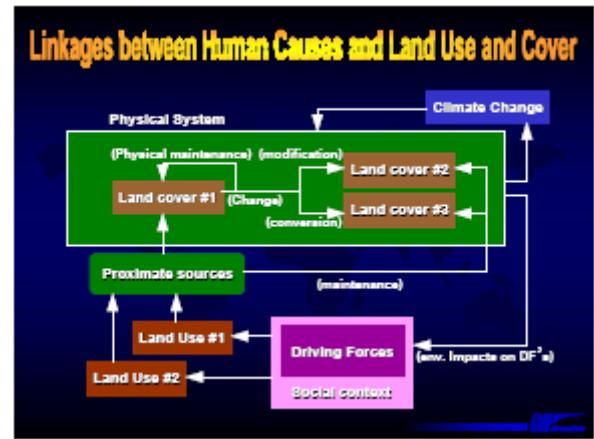 Linkages between Human Causes and Land Use and Cover
Climate Change
Physical System
(Physical maintenance) (modification)
Land cover #2
Land cover #1
(Change)
Land cover #3
(conversion)
Proximate sources
(maintenance)
Land Use #1
Driving Forces
(env. Impacts on DF's)
Land Use #2
Social context